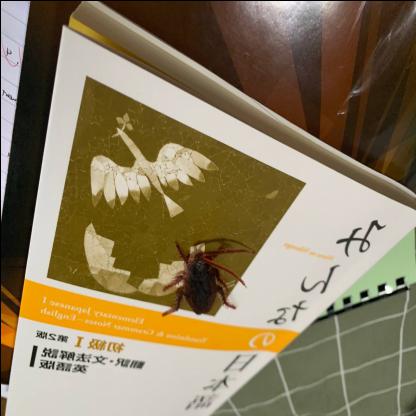 みんなの
日本語
Minna no Nihongo
初級 I 第2版
翻訳・文法解説
英語版
Elementary Japanese I
Translation & Grammar Notes—English